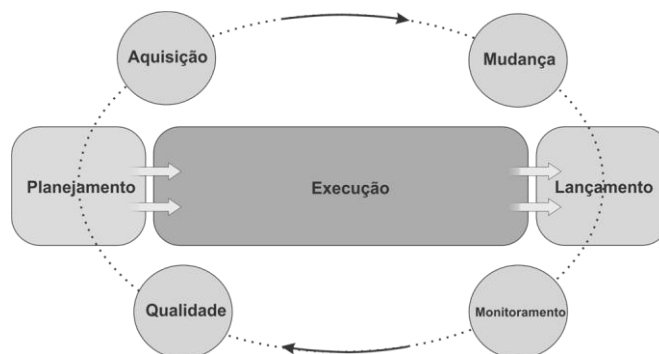 Aquisição
Mudança
Planejamento
Execução
Lançamento
Qualidade
Monitoramento